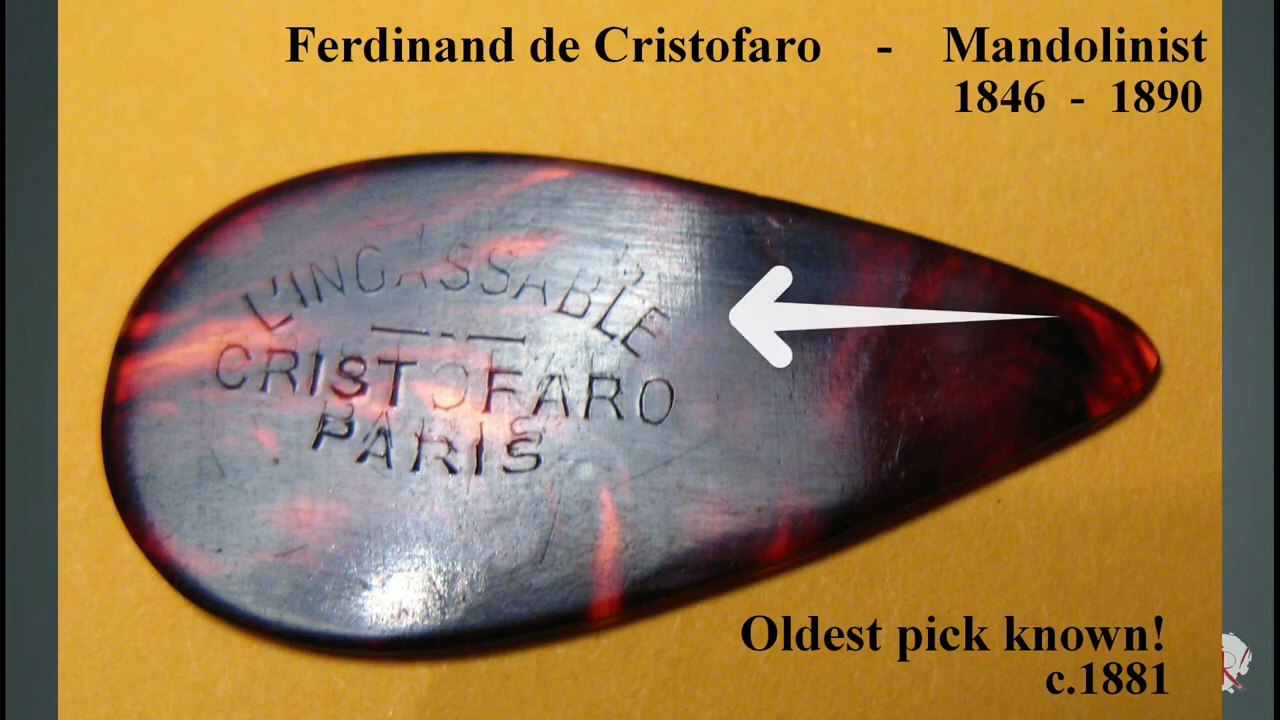 Ferdinand de Cristofaro - Mandolinist
1846 - 1890
L'INCASSABLE
CRISTOFARO
PARIS
Oldest pick known!
c.1881
R!